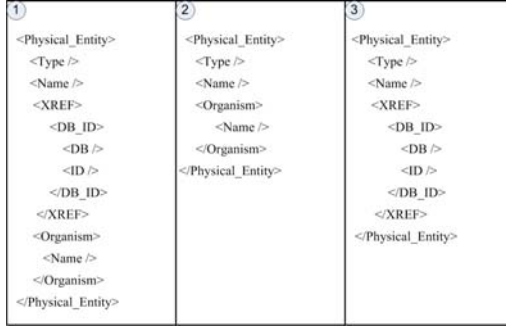 1
<Physical_Entity>
<Type />
<Name />
<XREF>
<DB_ID>
<DB />
<ID />
</DB_ID>
</XREF>
<Organism>
<Name />
</Organism>
</Physical_Entity>
2
<Physical_Entity>
<Type />
<Name />
<Organism>
<Name />
</Organism>
</Physical_Entity>
3
<Physical_Entity>
<Type />
<Name />
<XREF>
<DB_ID>
<DB />
<ID />
</DB_ID>
</XREF>
</Physical_Entity>